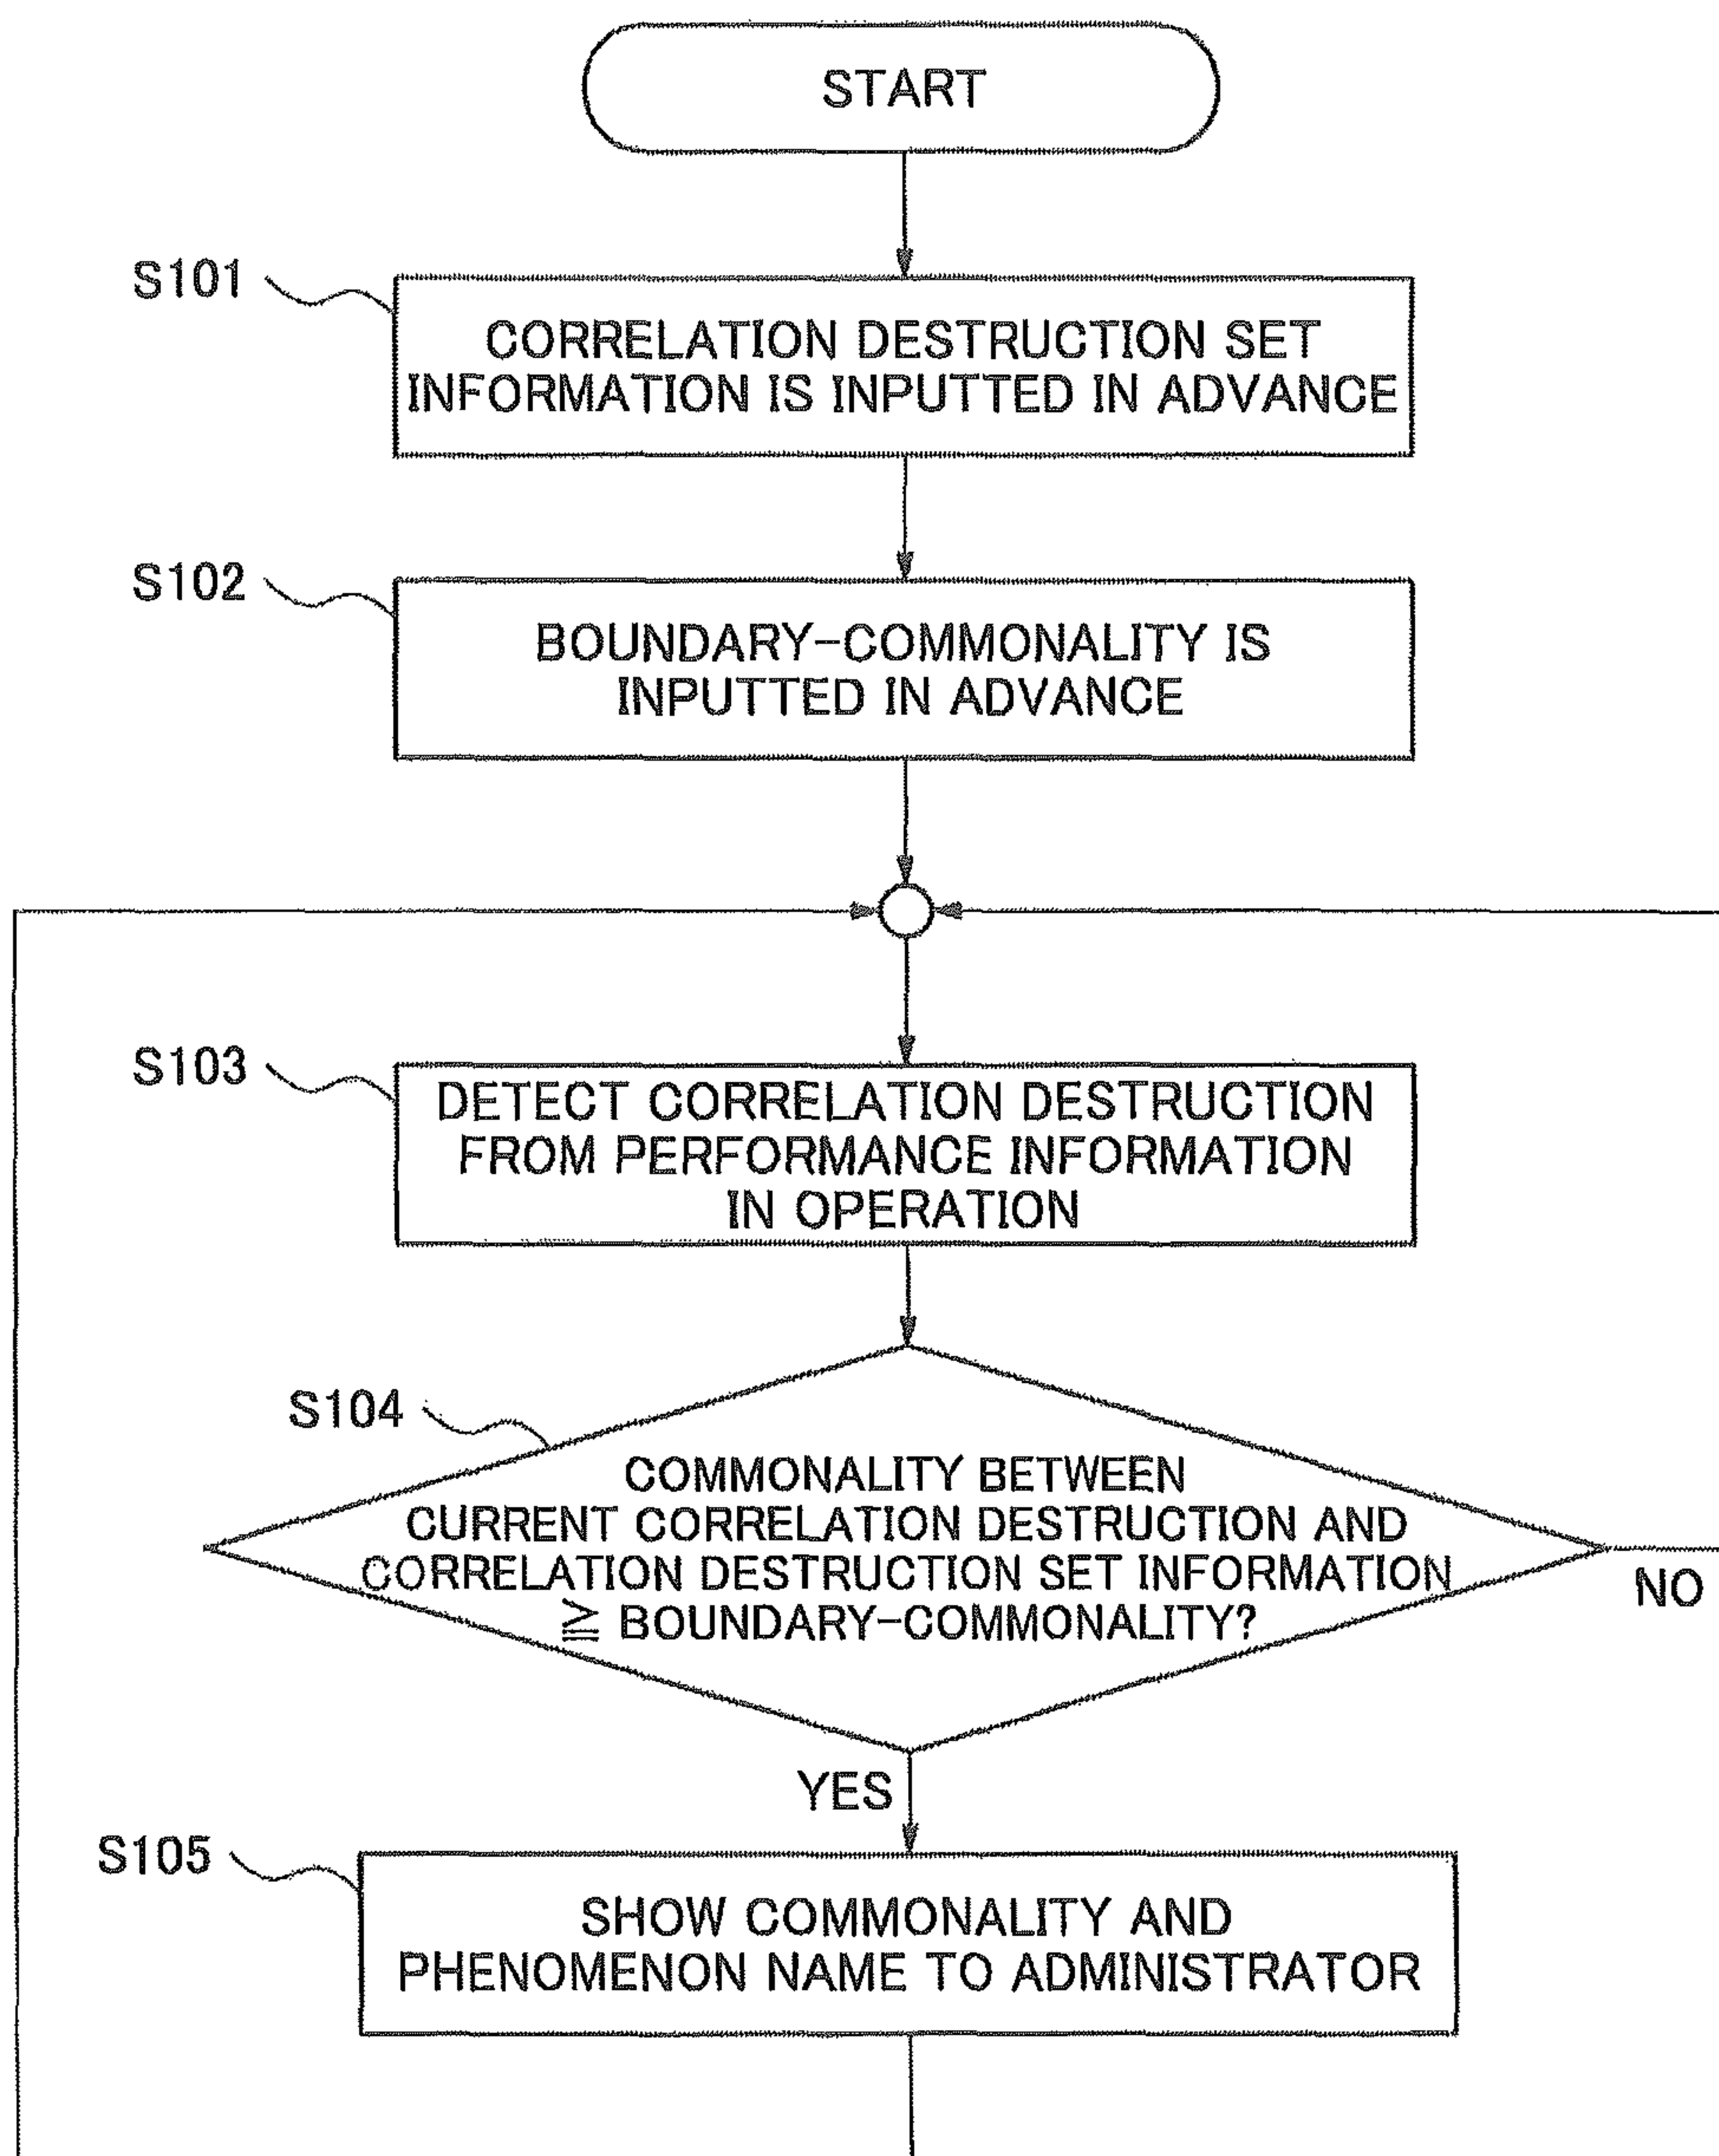 START
S101
CORRELATION DESTRUCTION SET
INFORMATION IS INPUTTED IN ADVANCE
S102
BOUNDARY-COMMONALITY IS
INPUTTED IN ADVANCE
S103
DETECT CORRELATION DESTRUCTION
FROM PERFORMANCE INFORMATION
IN OPERATION
S104
COMMONALITY BETWEEN
CURRENT CORRELATION DESTRUCTION AND
CORRELATION DESTRUCTION SET INFORMATION
≧ BOUNDARY-COMMONALITY?
NO
YES
S105
SHOW COMMONALITY AND
PHENOMENON NAME TO ADMINISTRATOR